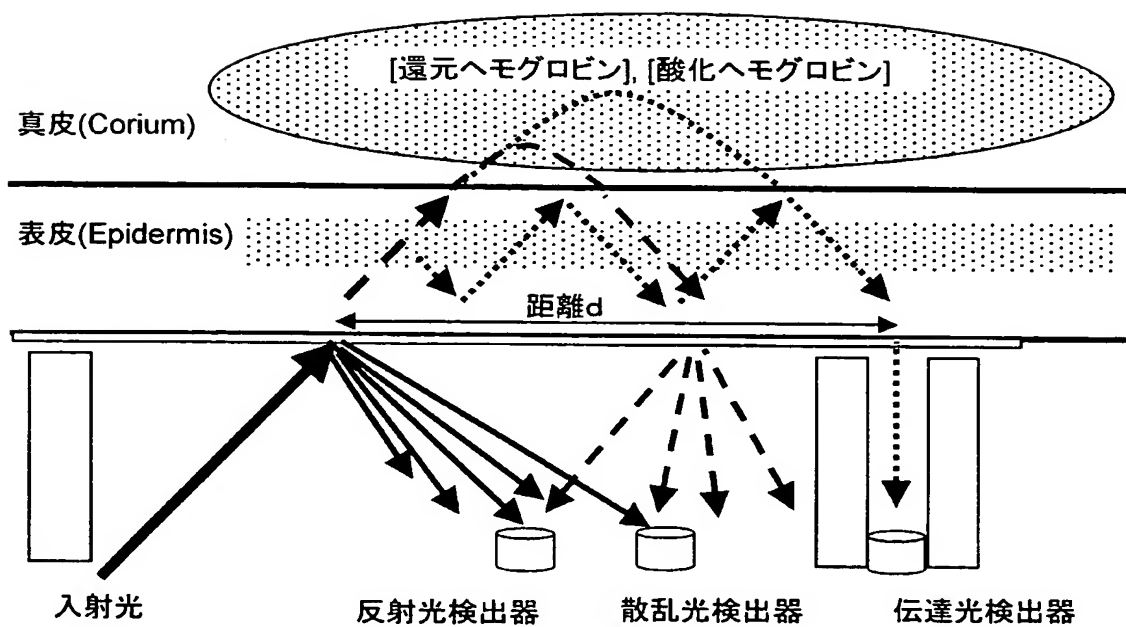 [還元ヘモグロビン], [酸化ヘモグロビン]
真皮(Corium)
表皮(Epidermis)
距離d
入射光
反射光検出器
散乱光検出器
伝達光検出器